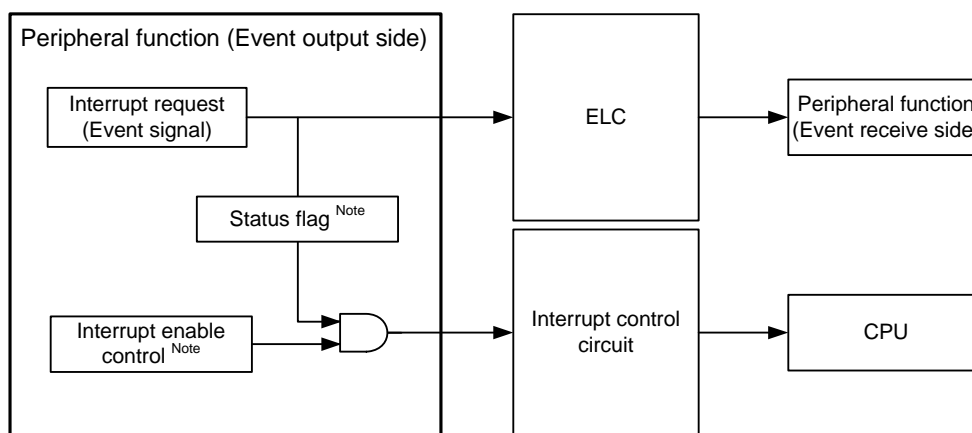 Peripheral function (Event output side)
Interrupt request
(Event signal)
ELC
Peripheral function
(Event receive side
Status flag Note
Interrupt enable
control Note
Interrupt control
circuit
CPU